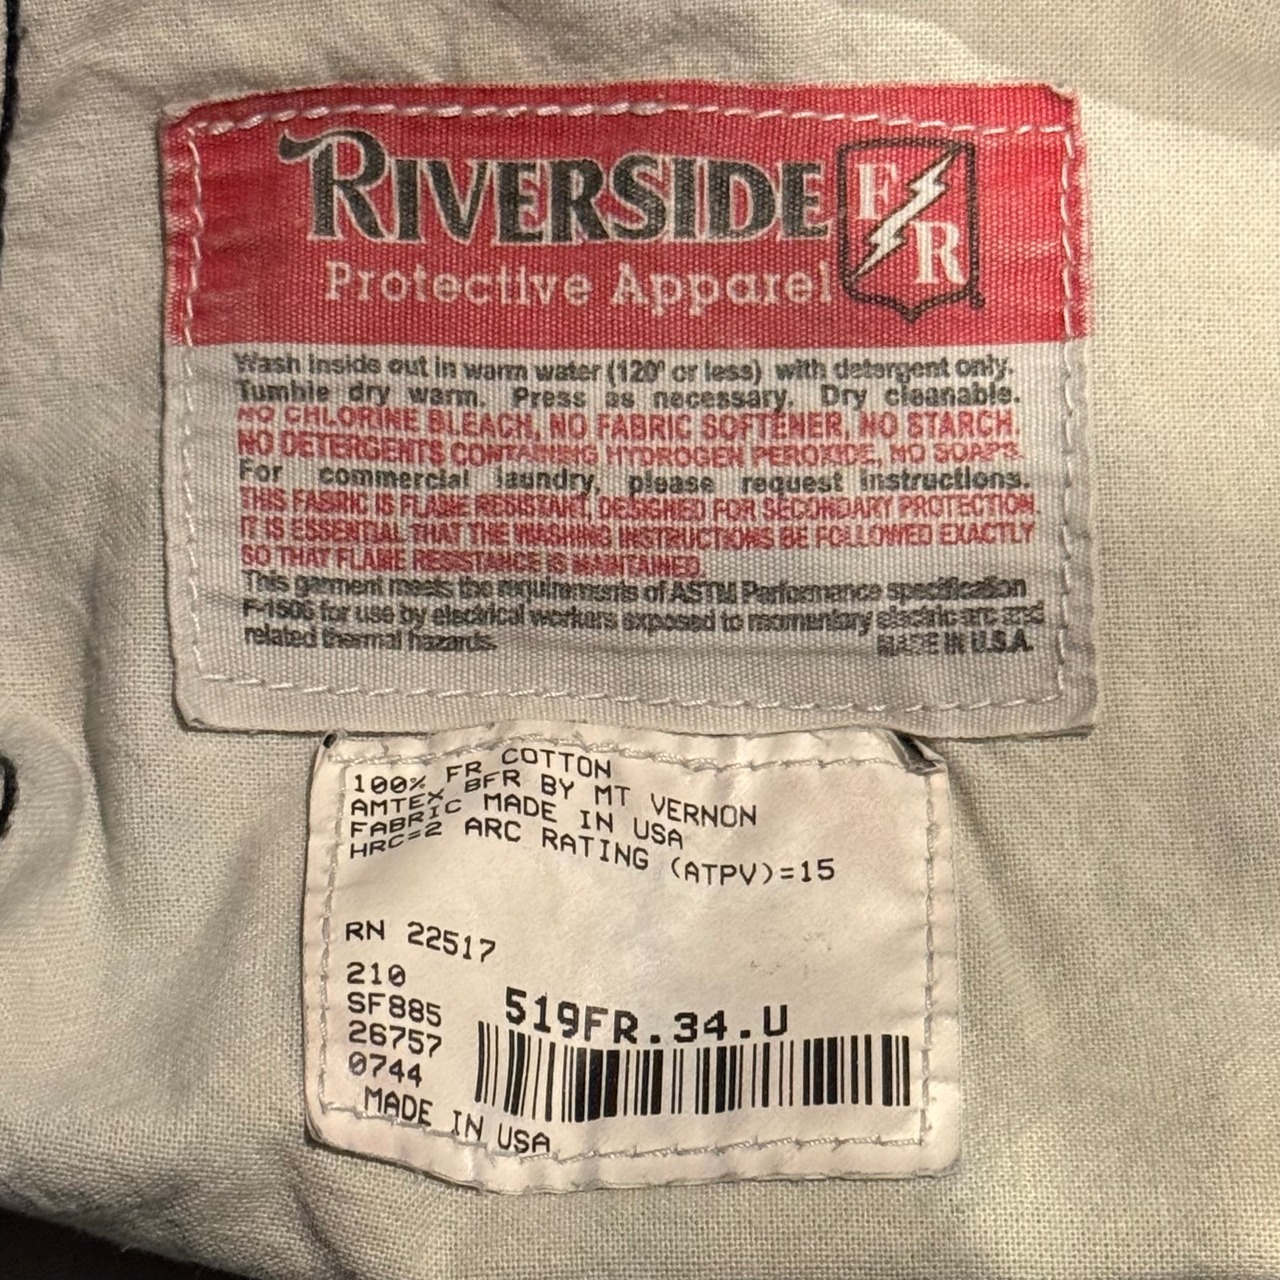 RIVERSIDE
FR
Protective Apparel
Wash inside out in warm water (120° or less) with detergent only.
Tumble dry warm. Press as necessary. Dry cleanable.
NO CHLORINE BLEACH, NO FABRIC SOFTENER, NO STARCH.
NO DETERGENTS CONTAINING HYDROGEN PEROXIDE, NO SOAPS.
For commercial laundry, please request instructions.
THIS FABRIC IS FLAME RESISTANT, DESIGNED FOR SECONDARY PROTECTION.
IT IS ESSENTIAL THAT THE WASHING INSTRUCTIONS BE FOLLOWED EXACTLY
SO THAT FLAME RESISTANCE IS MAINTAINED.
This garment meets the requirements of ASTM Performance specification
F-1506 for use by electrical workers exposed to momentary electric arc and
related thermal hazards. MADE IN U.S.A.
100% FR COTTON
AMTEX BFR BY MT VERNON
FABRIC MADE IN USA
HRC=2 ARC RATING (ATPV)=15
RN 22517
210
SF885
519FR.34.U
26757
0744
MADE IN USA